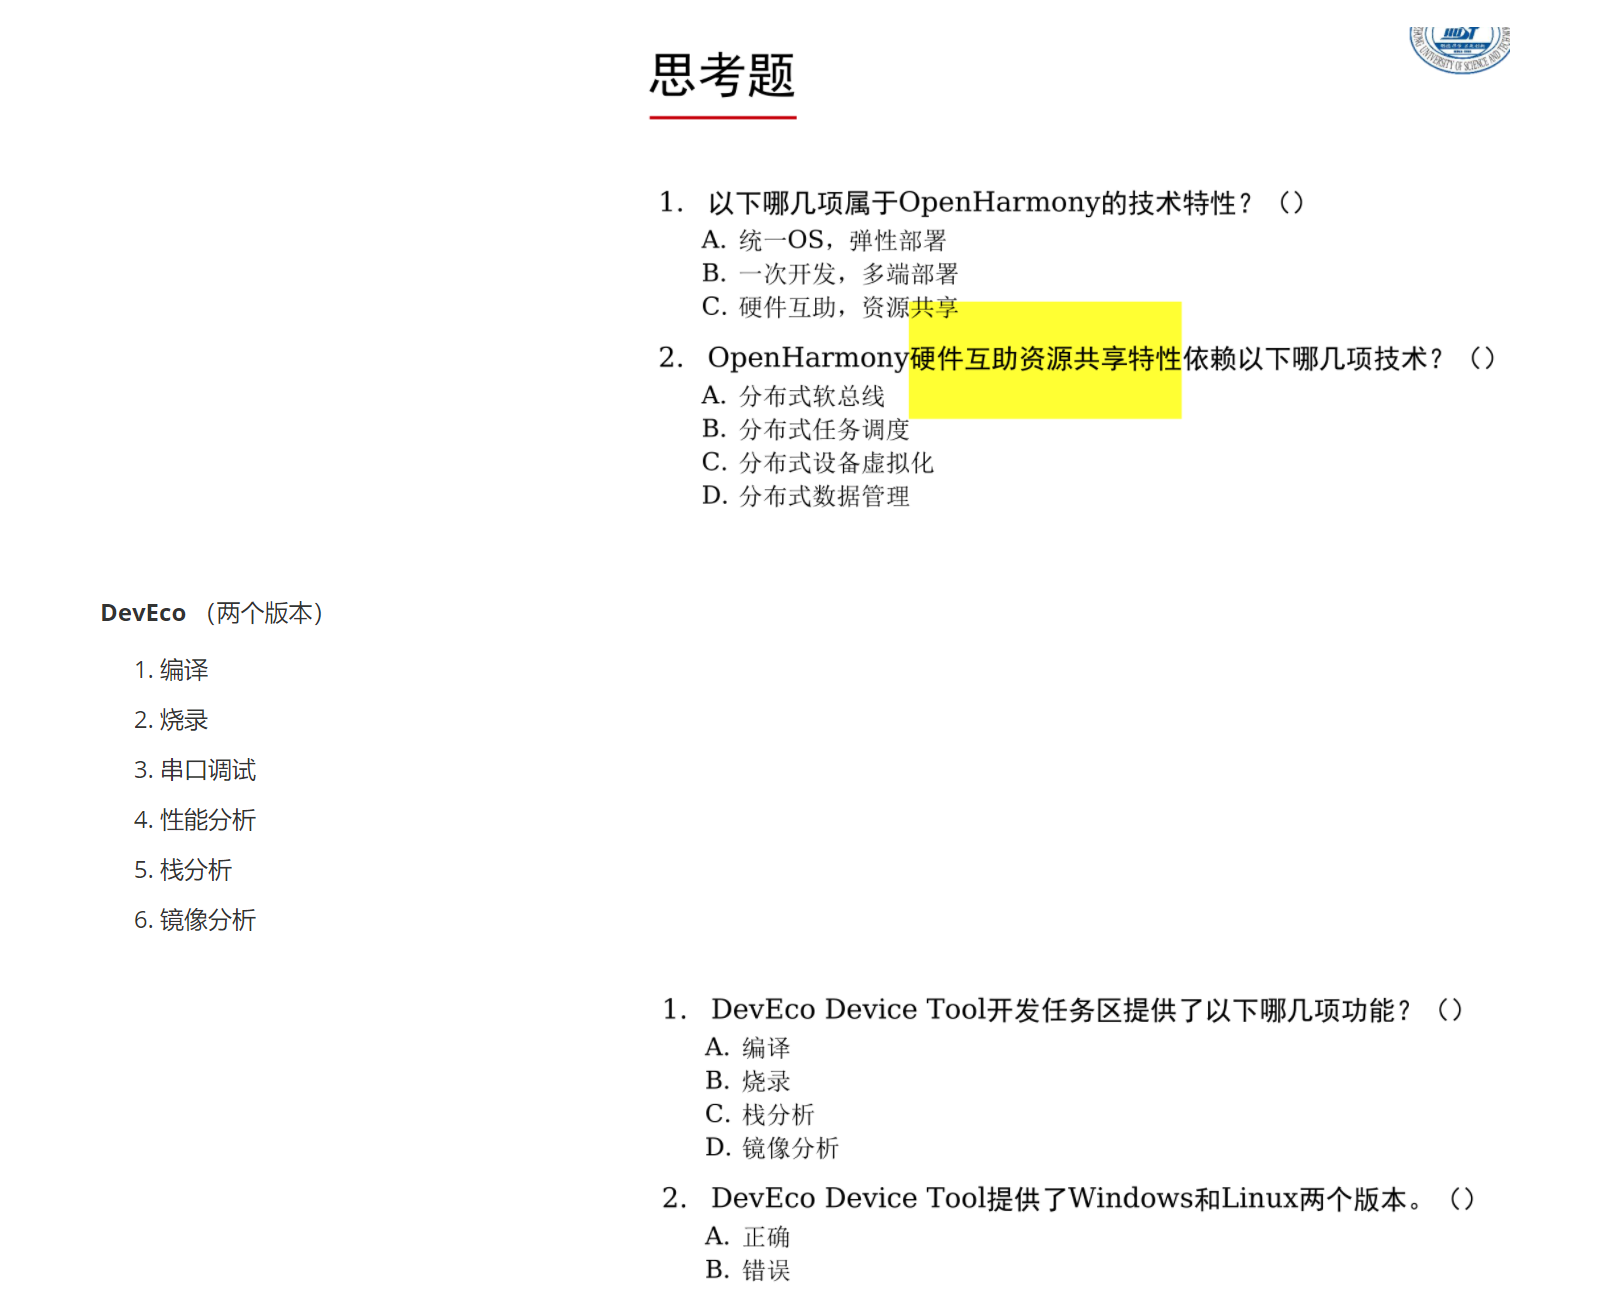 思考题
1. 以下哪几项属于OpenHarmony的技术特性？（）
A. 统一OS，弹性部署
B. 一次开发，多端部署
C. 硬件互助，资源共享
2. OpenHarmony硬件互助资源共享特性依赖以下哪几项技术？（）
A. 分布式软总线
B. 分布式任务调度
C. 分布式设备虚拟化
D. 分布式数据管理
DevEco （两个版本）
1. 编译
2. 烧录
3. 串口调试
4. 性能分析
5. 栈分析
6. 镜像分析
1. DevEco Device Tool开发任务区提供了以下哪几项功能？（）
A. 编译
B. 烧录
C. 栈分析
D. 镜像分析
2. DevEco Device Tool提供了Windows和Linux两个版本。（）
A. 正确
B. 错误